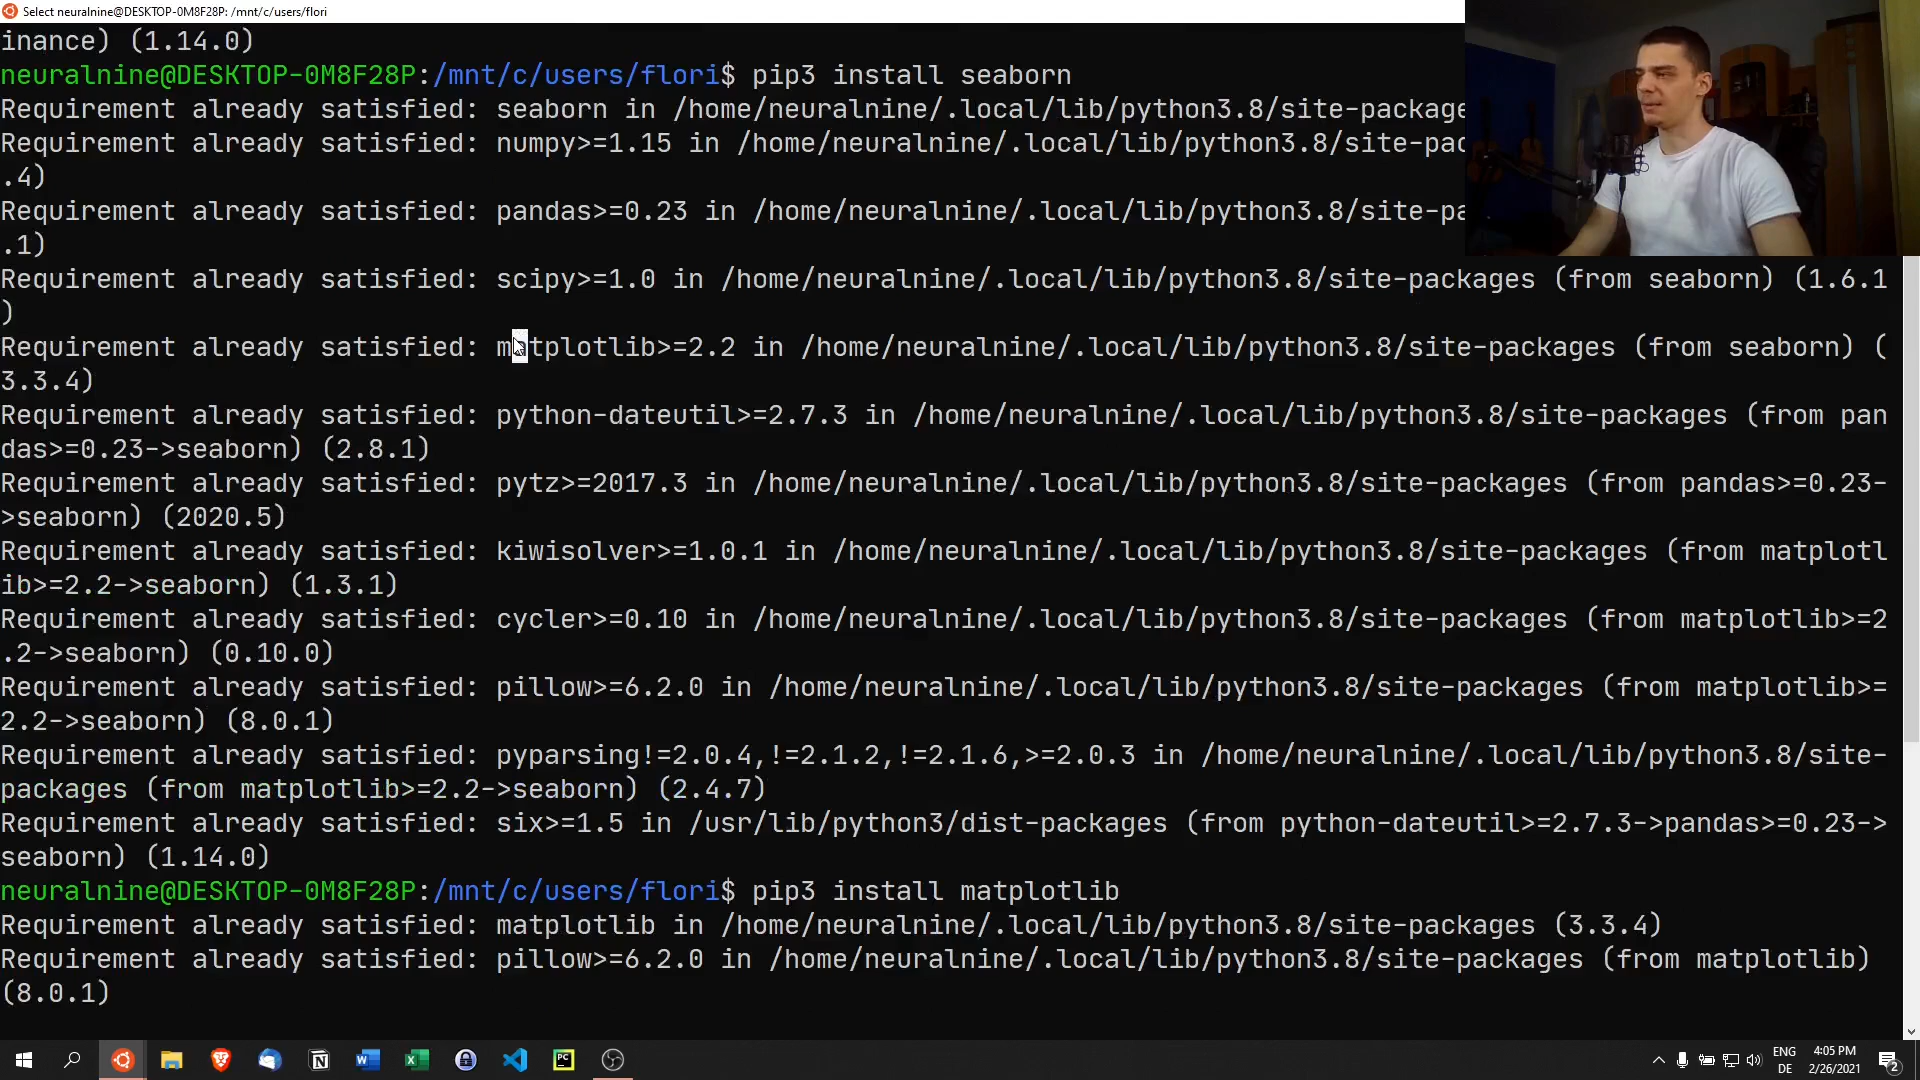 Select neuralnine@DESKTOP-0M8F28P: /mnt/c/users/flori
inance) (1.14.0)
neuralnine@DESKTOP-0M8F28P:/mnt/c/users/flori$ pip3 install seaborn
Requirement already satisfied: seaborn in /home/neuralnine/.local/lib/python3.8/site-package
Requirement already satisfied: numpy>=1.15 in /home/neuralnine/.local/lib/python3.8/site-pac
.4)
Requirement already satisfied: pandas>=0.23 in /home/neuralnine/.local/lib/python3.8/site-pa
.1)
Requirement already satisfied: scipy>=1.0 in /home/neuralnine/.local/lib/python3.8/site-packages (from seaborn) (1.6.1
)
Requirement already satisfied: matplotlib>=2.2 in /home/neuralnine/.local/lib/python3.8/site-packages (from seaborn) (
3.3.4)
Requirement already satisfied: python-dateutil>=2.7.3 in /home/neuralnine/.local/lib/python3.8/site-packages (from pan
das>=0.23->seaborn) (2.8.1)
Requirement already satisfied: pytz>=2017.3 in /home/neuralnine/.local/lib/python3.8/site-packages (from pandas>=0.23-
>seaborn) (2020.5)
Requirement already satisfied: kiwisolver>=1.0.1 in /home/neuralnine/.local/lib/python3.8/site-packages (from matplotl
ib>=2.2->seaborn) (1.3.1)
Requirement already satisfied: cycler>=0.10 in /home/neuralnine/.local/lib/python3.8/site-packages (from matplotlib>=2
.2->seaborn) (0.10.0)
Requirement already satisfied: pillow>=6.2.0 in /home/neuralnine/.local/lib/python3.8/site-packages (from matplotlib>=
2.2->seaborn) (8.0.1)
Requirement already satisfied: pyparsing!=2.0.4,!=2.1.2,!=2.1.6,>=2.0.3 in /home/neuralnine/.local/lib/python3.8/site-
packages (from matplotlib>=2.2->seaborn) (2.4.7)
Requirement already satisfied: six>=1.5 in /usr/lib/python3/dist-packages (from python-dateutil>=2.7.3->pandas>=0.23->
seaborn) (1.14.0)
neuralnine@DESKTOP-0M8F28P:/mnt/c/users/flori$ pip3 install matplotlib
Requirement already satisfied: matplotlib in /home/neuralnine/.local/lib/python3.8/site-packages (3.3.4)
Requirement already satisfied: pillow>=6.2.0 in /home/neuralnine/.local/lib/python3.8/site-packages (from matplotlib)
(8.0.1)
ENG 4:05 PM
DE 2/26/2021 2